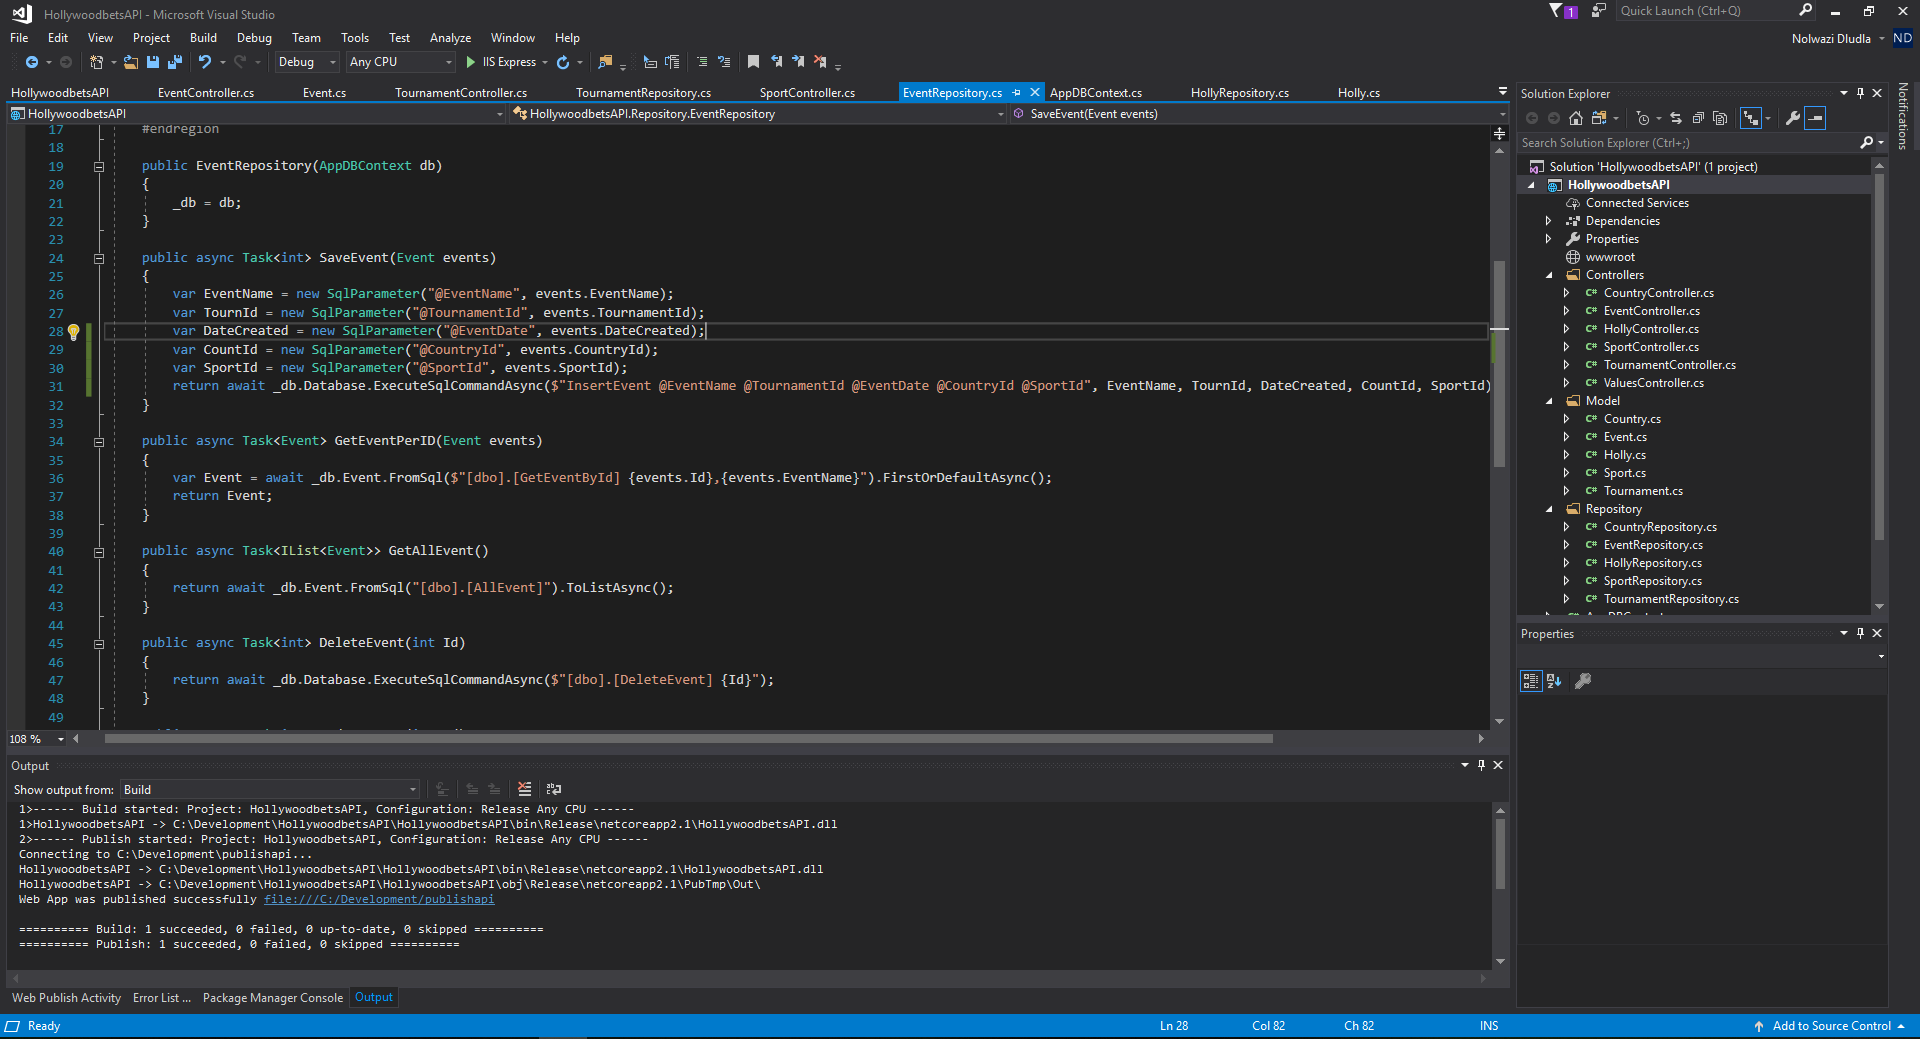 HollywoodbetsAPI - Microsoft Visual Studio
1
Quick Launch (Ctrl+Q)
File Edit View Project Build Debug Team Tools Test Analyze Window Help
Nolwazi Dludla ND
Debug Any CPU IIS Express
HollywoodbetsAPI EventController.cs Event.cs TournamentController.cs TournamentRepository.cs SportController.cs EventRepository.cs AppDBContext.cs HollyRepository.cs Holly.cs
HollywoodbetsAPI HollywoodbetsAPI.Repository.EventRepository SaveEvent(Event events)
17 #endregion
18
19 public EventRepository(AppDBContext db)
20 {
21 _db = db;
22 }
23
24 public async Task<int> SaveEvent(Event events)
25 {
26 var EventName = new SqlParameter("@EventName", events.EventName);
27 var TournId = new SqlParameter("@TournamentId", events.TournamentId);
28 var DateCreated = new SqlParameter("@EventDate", events.DateCreated);
29 var CountId = new SqlParameter("@CountryId", events.CountryId);
30 var SportId = new SqlParameter("@SportId", events.SportId);
31 return await _db.Database.ExecuteSqlCommandAsync($"InsertEvent @EventName @TournamentId @EventDate @CountryId @SportId", EventName, TournId, DateCreated, CountId, SportId)
32 }
33
34 public async Task<Event> GetEventPerID(Event events)
35 {
36 var Event = await _db.Event.FromSql($"[dbo].[GetEventById] {events.Id},{events.EventName}").FirstOrDefaultAsync();
37 return Event;
38 }
39
40 public async Task<IList<Event>> GetAllEvent()
41 {
42 return await _db.Event.FromSql("[dbo].[AllEvent]").ToListAsync();
43 }
44
45 public async Task<int> DeleteEvent(int Id)
46 {
47 return await _db.Database.ExecuteSqlCommandAsync($"[dbo].[DeleteEvent] {Id}");
48 }
49
108 %
Output
Show output from: Build
1>------ Build started: Project: HollywoodbetsAPI, Configuration: Release Any CPU ------
1>HollywoodbetsAPI -> C:\Development\HollywoodbetsAPI\HollywoodbetsAPI\bin\Release\netcoreapp2.1\HollywoodbetsAPI.dll
2>------ Publish started: Project: HollywoodbetsAPI, Configuration: Release Any CPU ------
Connecting to C:\Development\publishapi...
HollywoodbetsAPI -> C:\Development\HollywoodbetsAPI\HollywoodbetsAPI\bin\Release\netcoreapp2.1\HollywoodbetsAPI.dll
HollywoodbetsAPI -> C:\Development\HollywoodbetsAPI\HollywoodbetsAPI\obj\Release\netcoreapp2.1\PubTmp\Out\
Web App was published successfully file:///C:/Development/publishapi
========== Build: 1 succeeded, 0 failed, 0 up-to-date, 0 skipped ==========
========== Publish: 1 succeeded, 0 failed, 0 skipped ==========
Web Publish Activity Error List ... Package Manager Console Output
Solution Explorer
Search Solution Explorer (Ctrl+;)
Solution 'HollywoodbetsAPI' (1 project)
HollywoodbetsAPI
Connected Services
Dependencies
Properties
wwwroot
Controllers
C# CountryController.cs
C# EventController.cs
C# HollyController.cs
C# SportController.cs
C# TournamentController.cs
C# ValuesController.cs
Model
C# Country.cs
C# Event.cs
C# Holly.cs
C# Sport.cs
C# Tournament.cs
Repository
C# CountryRepository.cs
C# EventRepository.cs
C# HollyRepository.cs
C# SportRepository.cs
C# TournamentRepository.cs
Properties
Notifications
Ready Ln 28 Col 82 Ch 82 INS Add to Source Control